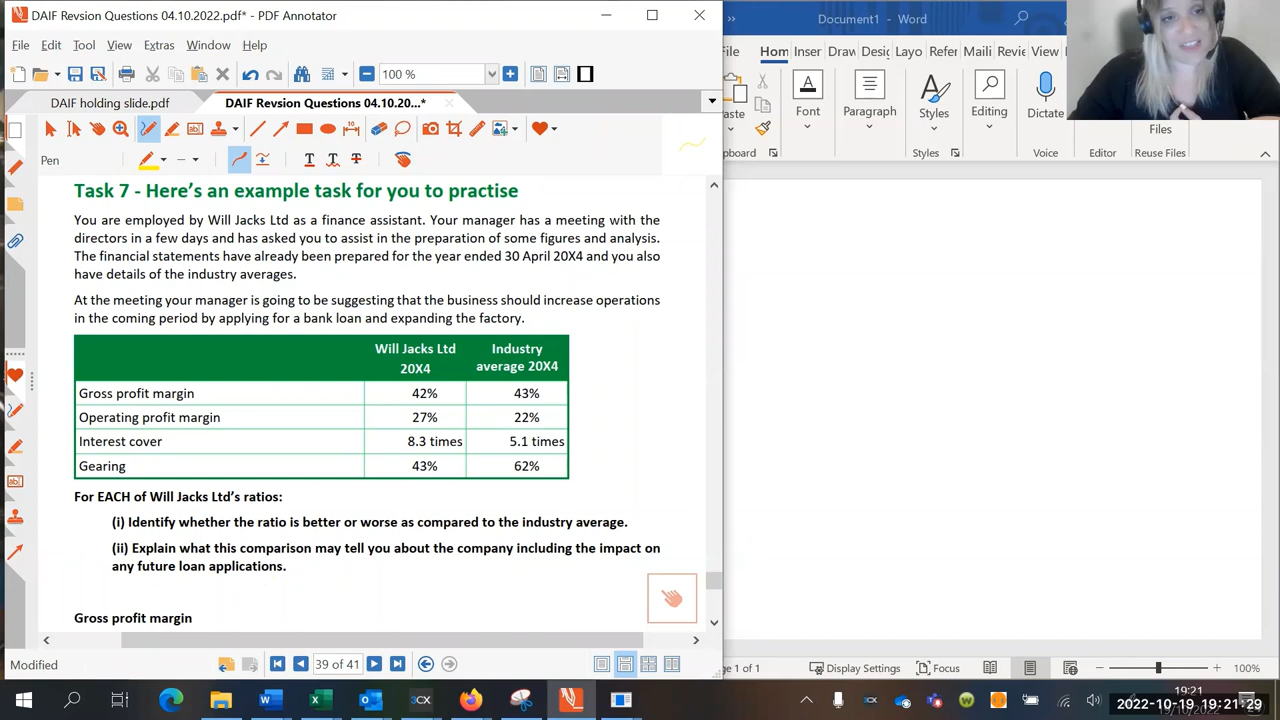 DAIF Revsion Questions 04.10.2022.pdf* - PDF Annotator
Document1 - Word
File Edit Tool View Extras Window Help
File Hom Inser Draw Desig Layo Refer Maili Revie View
100 %
DAIF holding slide.pdf
DAIF Revsion Questions 04.10.20...*
Paste Font Paragraph Styles Editing Dictate
Files
Clipboard Styles Voice Editor Reuse Files
Pen
Task 7 - Here's an example task for you to practise
You are employed by Will Jacks Ltd as a finance assistant. Your manager has a meeting with the
directors in a few days and has asked you to assist in the preparation of some figures and analysis.
The financial statements have already been prepared for the year ended 30 April 20X4 and you also
have details of the industry averages.
At the meeting your manager is going to be suggesting that the business should increase operations
in the coming period by applying for a bank loan and expanding the factory.
Will Jacks Ltd 20X4 Industry average 20X4
Gross profit margin 42% 43%
Operating profit margin 27% 22%
Interest cover 8.3 times 5.1 times
Gearing 43% 62%
For EACH of Will Jacks Ltd's ratios:
(i) Identify whether the ratio is better or worse as compared to the industry average.
(ii) Explain what this comparison may tell you about the company including the impact on
any future loan applications.
Gross profit margin
Modified
39 of 41
1 of 1 Display Settings Focus 100%
19:21
2022-10-19 19:21:29